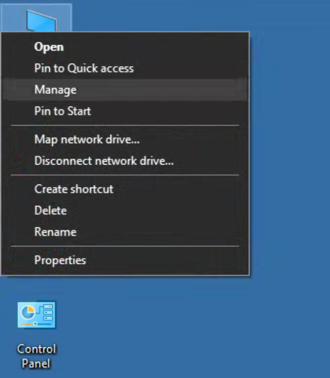 Open
Pin to Quick access
Manage
Pin to Start
Map network drive...
Disconnect network drive...
Create shortcut
Delete
Rename
Properties
Control
Panel